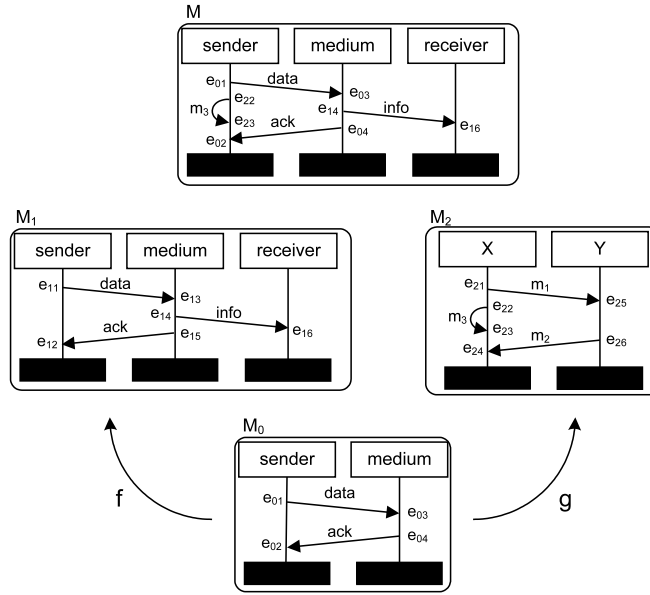 M
sender medium receiver
e01 data e03
e22 e14 info
m3 e23 ack e04 e16
e02
M1
sender medium receiver
e11 data e13
e14 info
ack e15 e16
e12
M2
X Y
e21 m1 e25
e22
m3 e23 m2 e26
e24
M0
sender medium
e01 data e03
ack e04
e02
f
g